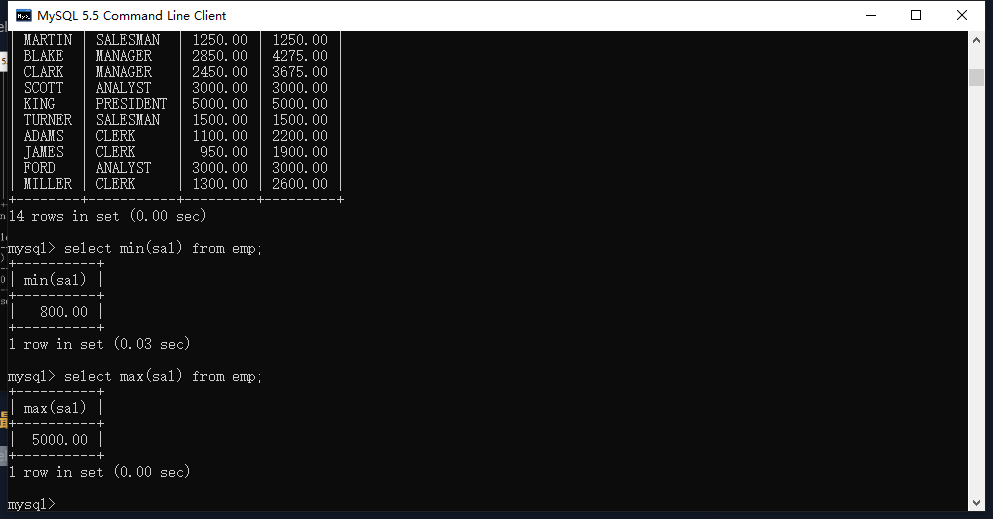 MySQL 5.5 Command Line Client
| MARTIN | SALESMAN  | 1250.00 | 1250.00 |
| BLAKE  | MANAGER   | 2850.00 | 4275.00 |
| CLARK  | MANAGER   | 2450.00 | 3675.00 |
| SCOTT  | ANALYST   | 3000.00 | 3000.00 |
| KING   | PRESIDENT | 5000.00 | 5000.00 |
| TURNER | SALESMAN  | 1500.00 | 1500.00 |
| ADAMS  | CLERK     | 1100.00 | 2200.00 |
| JAMES  | CLERK     |  950.00 | 1900.00 |
| FORD   | ANALYST   | 3000.00 | 3000.00 |
| MILLER | CLERK     | 1300.00 | 2600.00 |
+--------+-----------+---------+---------+
14 rows in set (0.00 sec)
mysql> select min(sal) from emp;
+----------+
| min(sal) |
+----------+
|   800.00 |
+----------+
1 row in set (0.03 sec)
mysql> select max(sal) from emp;
+----------+
| max(sal) |
+----------+
|  5000.00 |
+----------+
1 row in set (0.00 sec)
mysql>